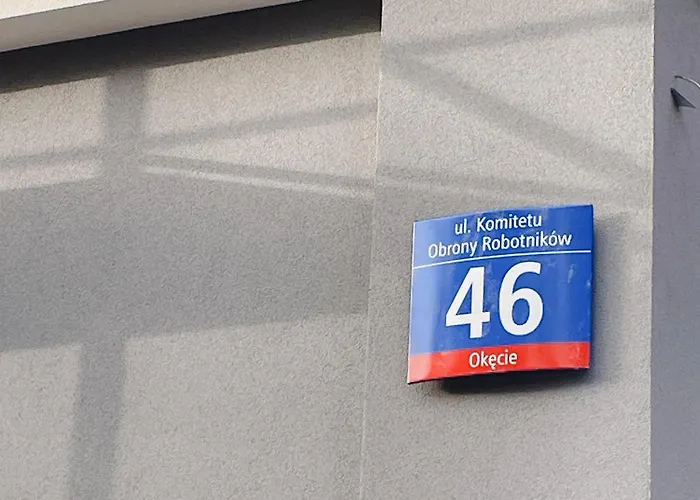 ul. Komitetu
Obrony Robotników
46
Okęcie